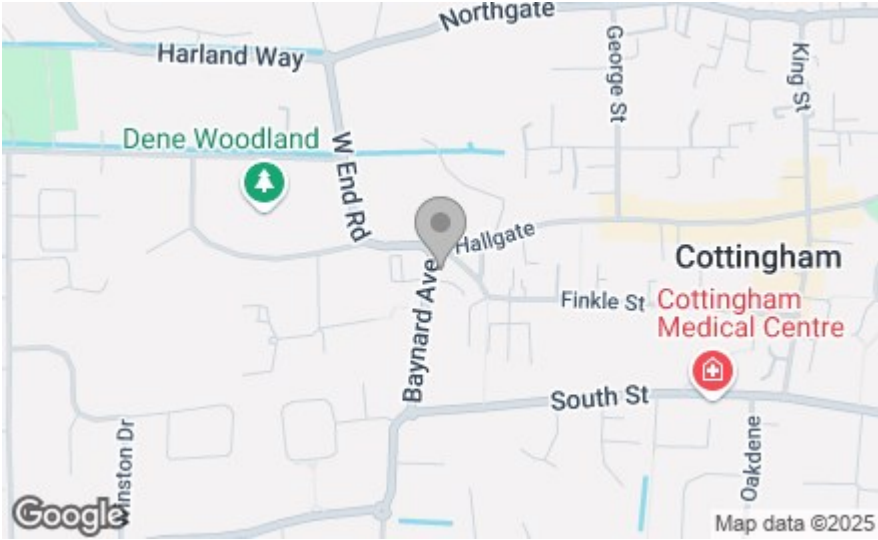 Northgate
Harland Way
George St
King St
Dene Woodland
W End Rd
Hallgate
Cottingham
Baynard Ave
Finkle St
Cottingham
Medical Centre
South St
Winston Dr
Oakdene
Google
Map data ©2025